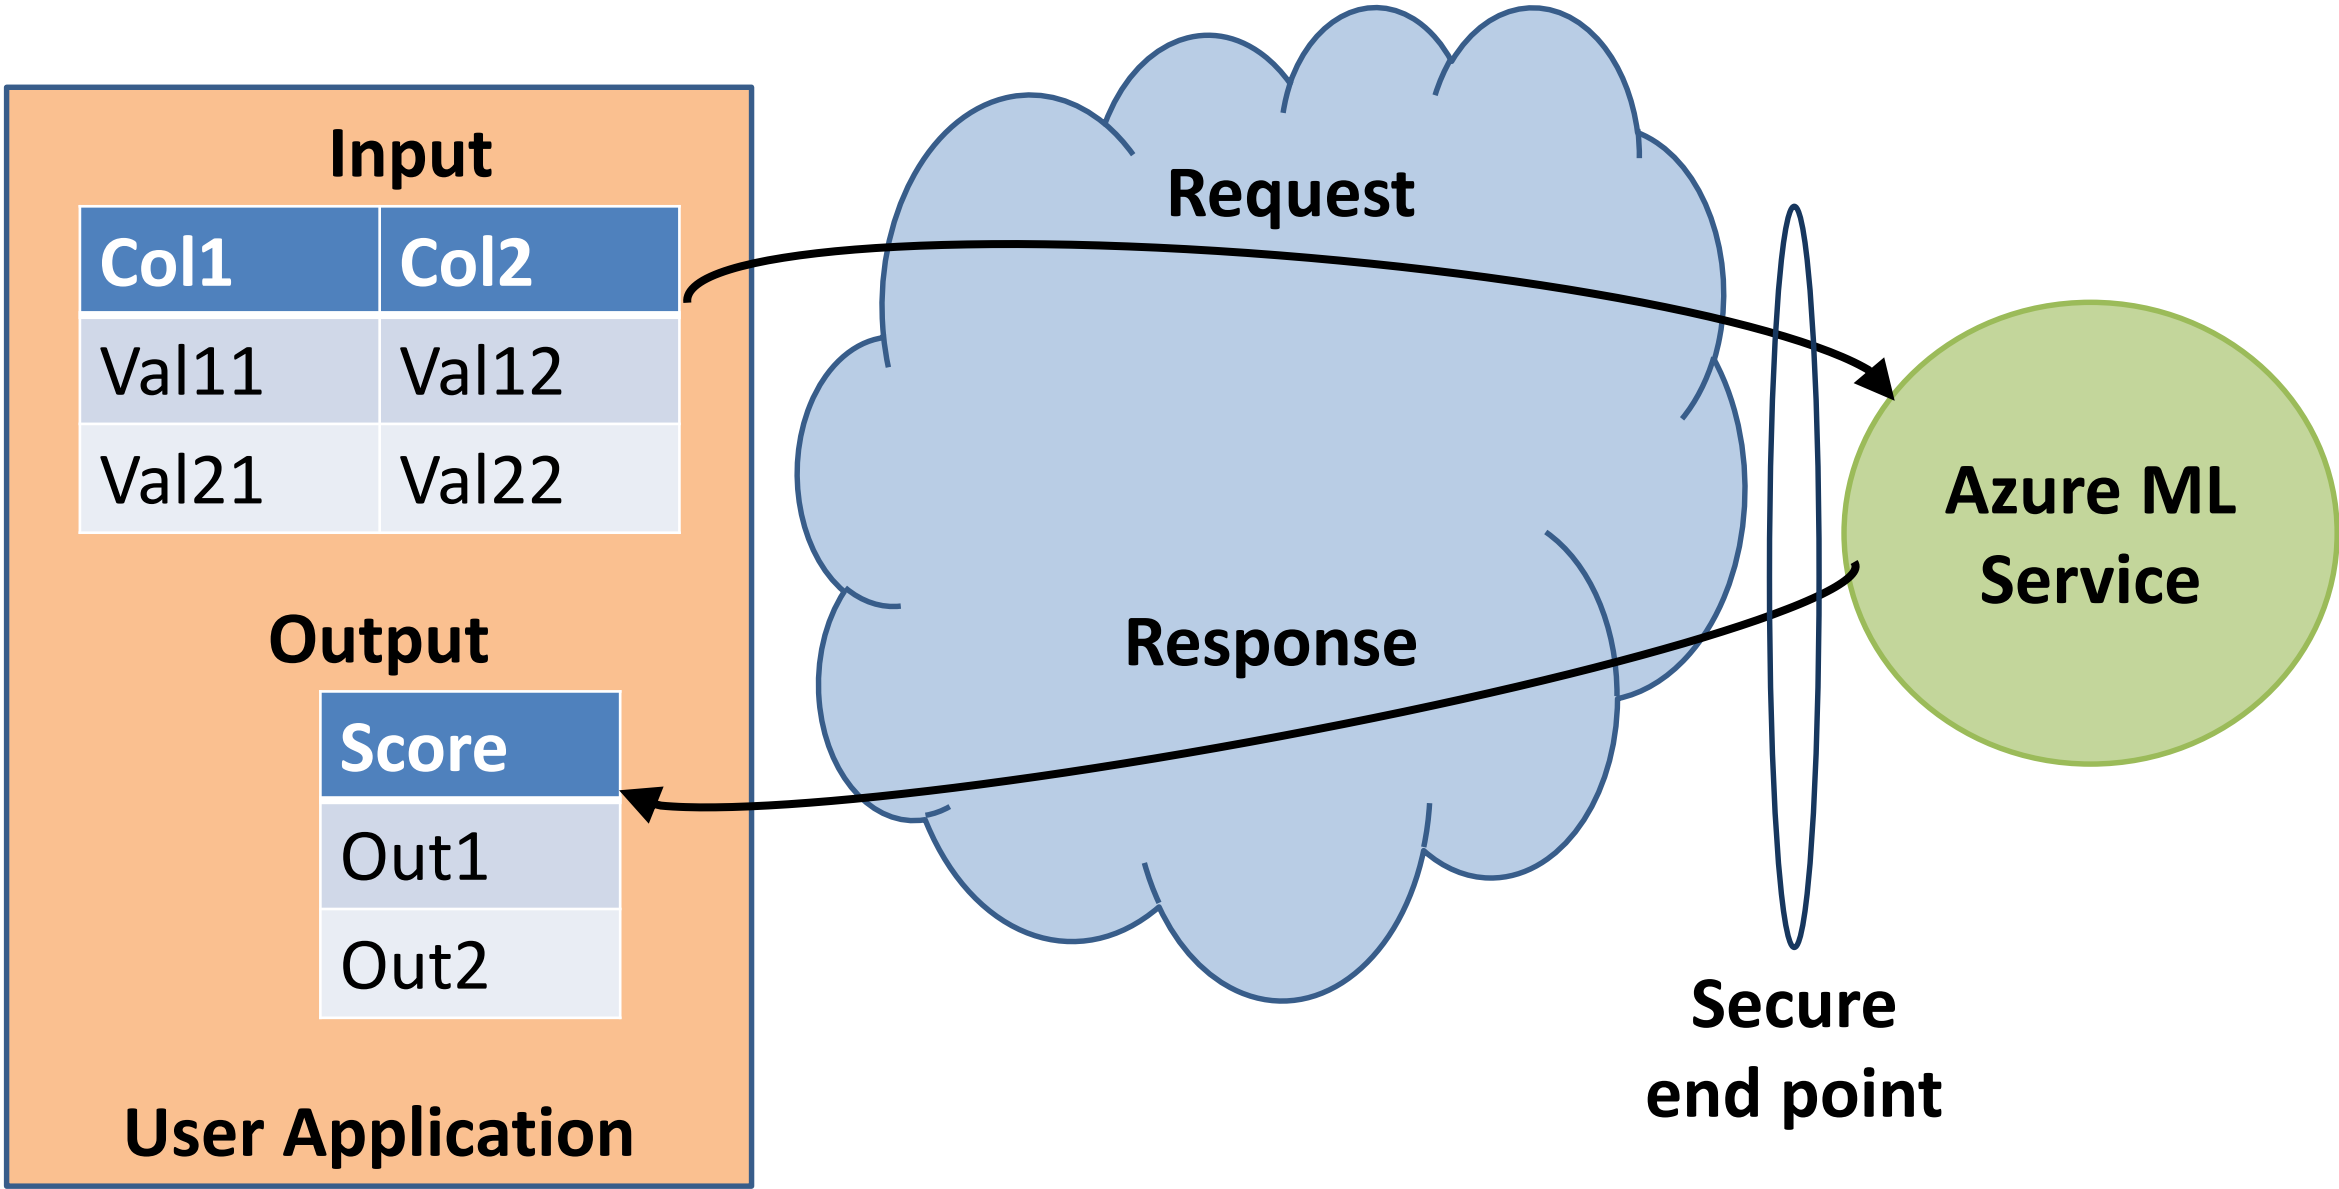 Input
Col1 Col2
Val11 Val12
Val21 Val22
Output
Score
Out1
Out2
User Application
Request
Response
Secure
end point
Azure ML
Service